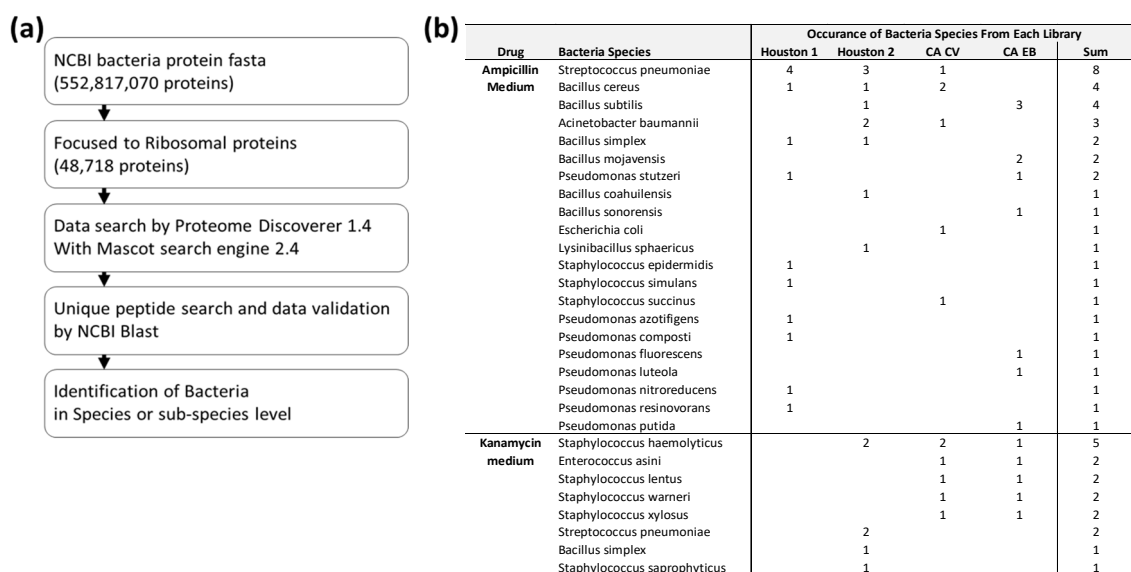 (a)
NCBI bacteria protein fasta
(552,817,070 proteins)
Focused to Ribosomal proteins
(48,718 proteins)
Data search by Proteome Discoverer 1.4
With Mascot search engine 2.4
Unique peptide search and data validation
by NCBI Blast
Identification of Bacteria
in Species or sub-species level
(b)
Occurance of Bacteria Species From Each Library
Drug Bacteria Species Houston 1 Houston 2 CA CV CA EB Sum
Ampicillin Streptococcus pneumoniae 4 3 1 8
Medium Bacillus cereus 1 1 2 4
Bacillus subtilis 1 3 4
Acinetobacter baumannii 2 1 3
Bacillus simplex 1 1 2
Bacillus mojavensis 2 2
Pseudomonas stutzeri 1 1 2
Bacillus coahuilensis 1 1
Bacillus sonorensis 1 1
Escherichia coli 1 1
Lysinibacillus sphaericus 1 1
Staphylococcus epidermidis 1 1
Staphylococcus simulans 1 1
Staphylococcus succinus 1 1
Pseudomonas azotifigens 1 1
Pseudomonas composti 1 1
Pseudomonas fluorescens 1 1
Pseudomonas luteola 1 1
Pseudomonas nitroreducens 1 1
Pseudomonas resinovorans 1 1
Pseudomonas putida 1 1
Kanamycin Staphylococcus haemolyticus 2 2 1 5
medium Enterococcus asini 1 1 2
Staphylococcus lentus 1 1 2
Staphylococcus warneri 1 1 2
Staphylococcus xylosus 1 1 2
Streptococcus pneumoniae 2 2
Bacillus simplex 1 1
Staphylococcus saprophyticus 1 1